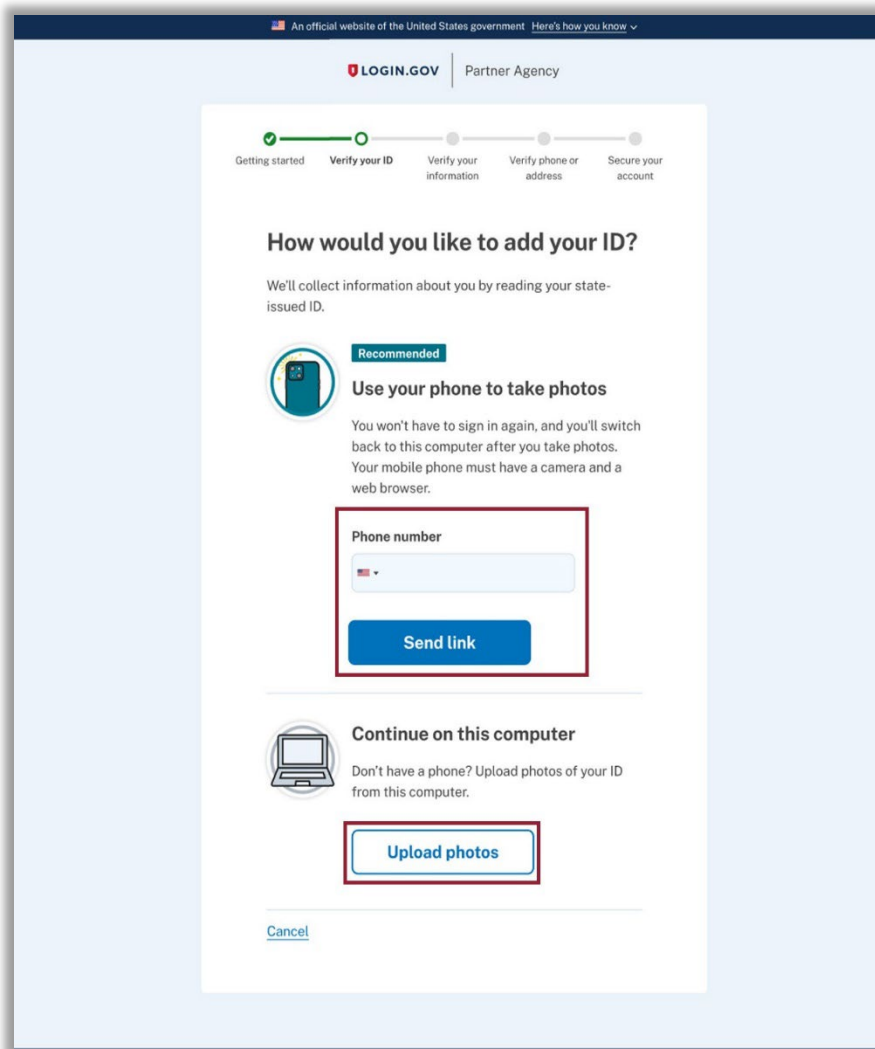 An official website of the United States government Here's how you know
LOGIN.GOV Partner Agency
Getting started
Verify your ID
Verify your
information
Verify phone or
address
Secure your
account
How would you like to add your ID?
We'll collect information about you by reading your state-
issued ID.
Recommended
Use your phone to take photos
You won't have to sign in again, and you'll switch
back to this computer after you take photos.
Your mobile phone must have a camera and a
web browser.
Phone number
Send link
Continue on this computer
Don't have a phone? Upload photos of your ID
from this computer.
Upload photos
Cancel